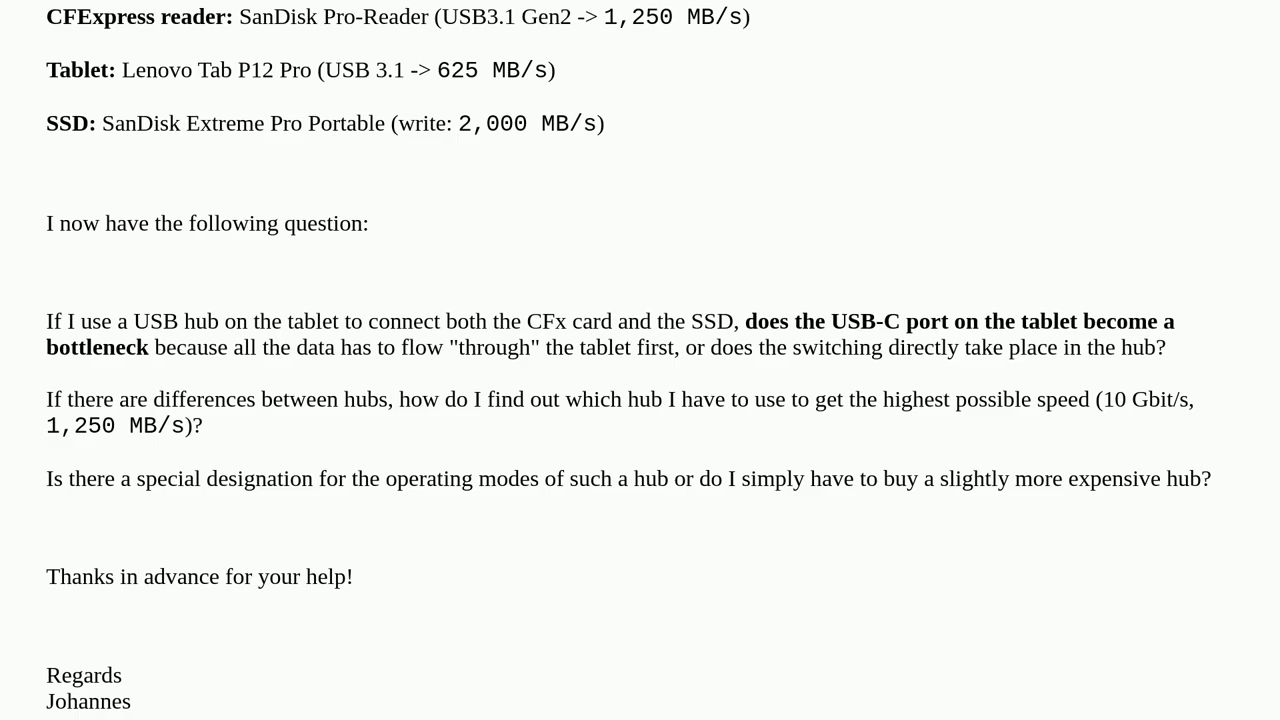 CFExpress reader: SanDisk Pro-Reader (USB3.1 Gen2 -> 1,250 MB/s)
Tablet: Lenovo Tab P12 Pro (USB 3.1 -> 625 MB/s)
SSD: SanDisk Extreme Pro Portable (write: 2,000 MB/s)
I now have the following question:
If I use a USB hub on the tablet to connect both the CFx card and the SSD, does the USB-C port on the tablet become a
bottleneck because all the data has to flow "through" the tablet first, or does the switching directly take place in the hub?
If there are differences between hubs, how do I find out which hub I have to use to get the highest possible speed (10 Gbit/s,
1,250 MB/s)?
Is there a special designation for the operating modes of such a hub or do I simply have to buy a slightly more expensive hub?
Thanks in advance for your help!
Regards
Johannes